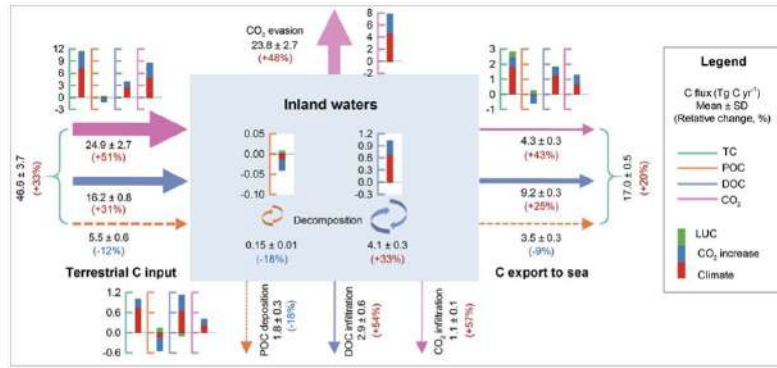 CO₂ evasion
23.8 ± 2.7
(+48%)
8
6
4
2
0
-2
12
9
6
3
0
-3
3
2
1
0
-1
Legend
C flux (Tg C yr⁻¹)
Mean ± SD
(Relative change, %)
TC
POC
DOC
CO₂
LUC
CO₂ increase
Climate
Inland waters
0.05
0.00
-0.05
-0.10
1.2
0.9
0.6
0.3
0.0
-0.3
Decomposition
0.15 ± 0.01
(-18%)
4.1 ± 0.3
(+33%)
46.6 ± 3.7
(+33%)
24.9 ± 2.7
(+51%)
16.2 ± 0.8
(+31%)
5.5 ± 0.6
(-12%)
Terrestrial C input
4.3 ± 0.3
(+43%)
9.2 ± 0.3
(+25%)
3.5 ± 0.3
(-9%)
17.0 ± 0.5
(+20%)
C export to sea
1.2
0.6
0.0
-0.6
POC deposition
1.8 ± 0.3
(-18%)
DOC infiltration
2.9 ± 0.6
(+54%)
CO₂ infiltration
1.1 ± 0.1
(+57%)